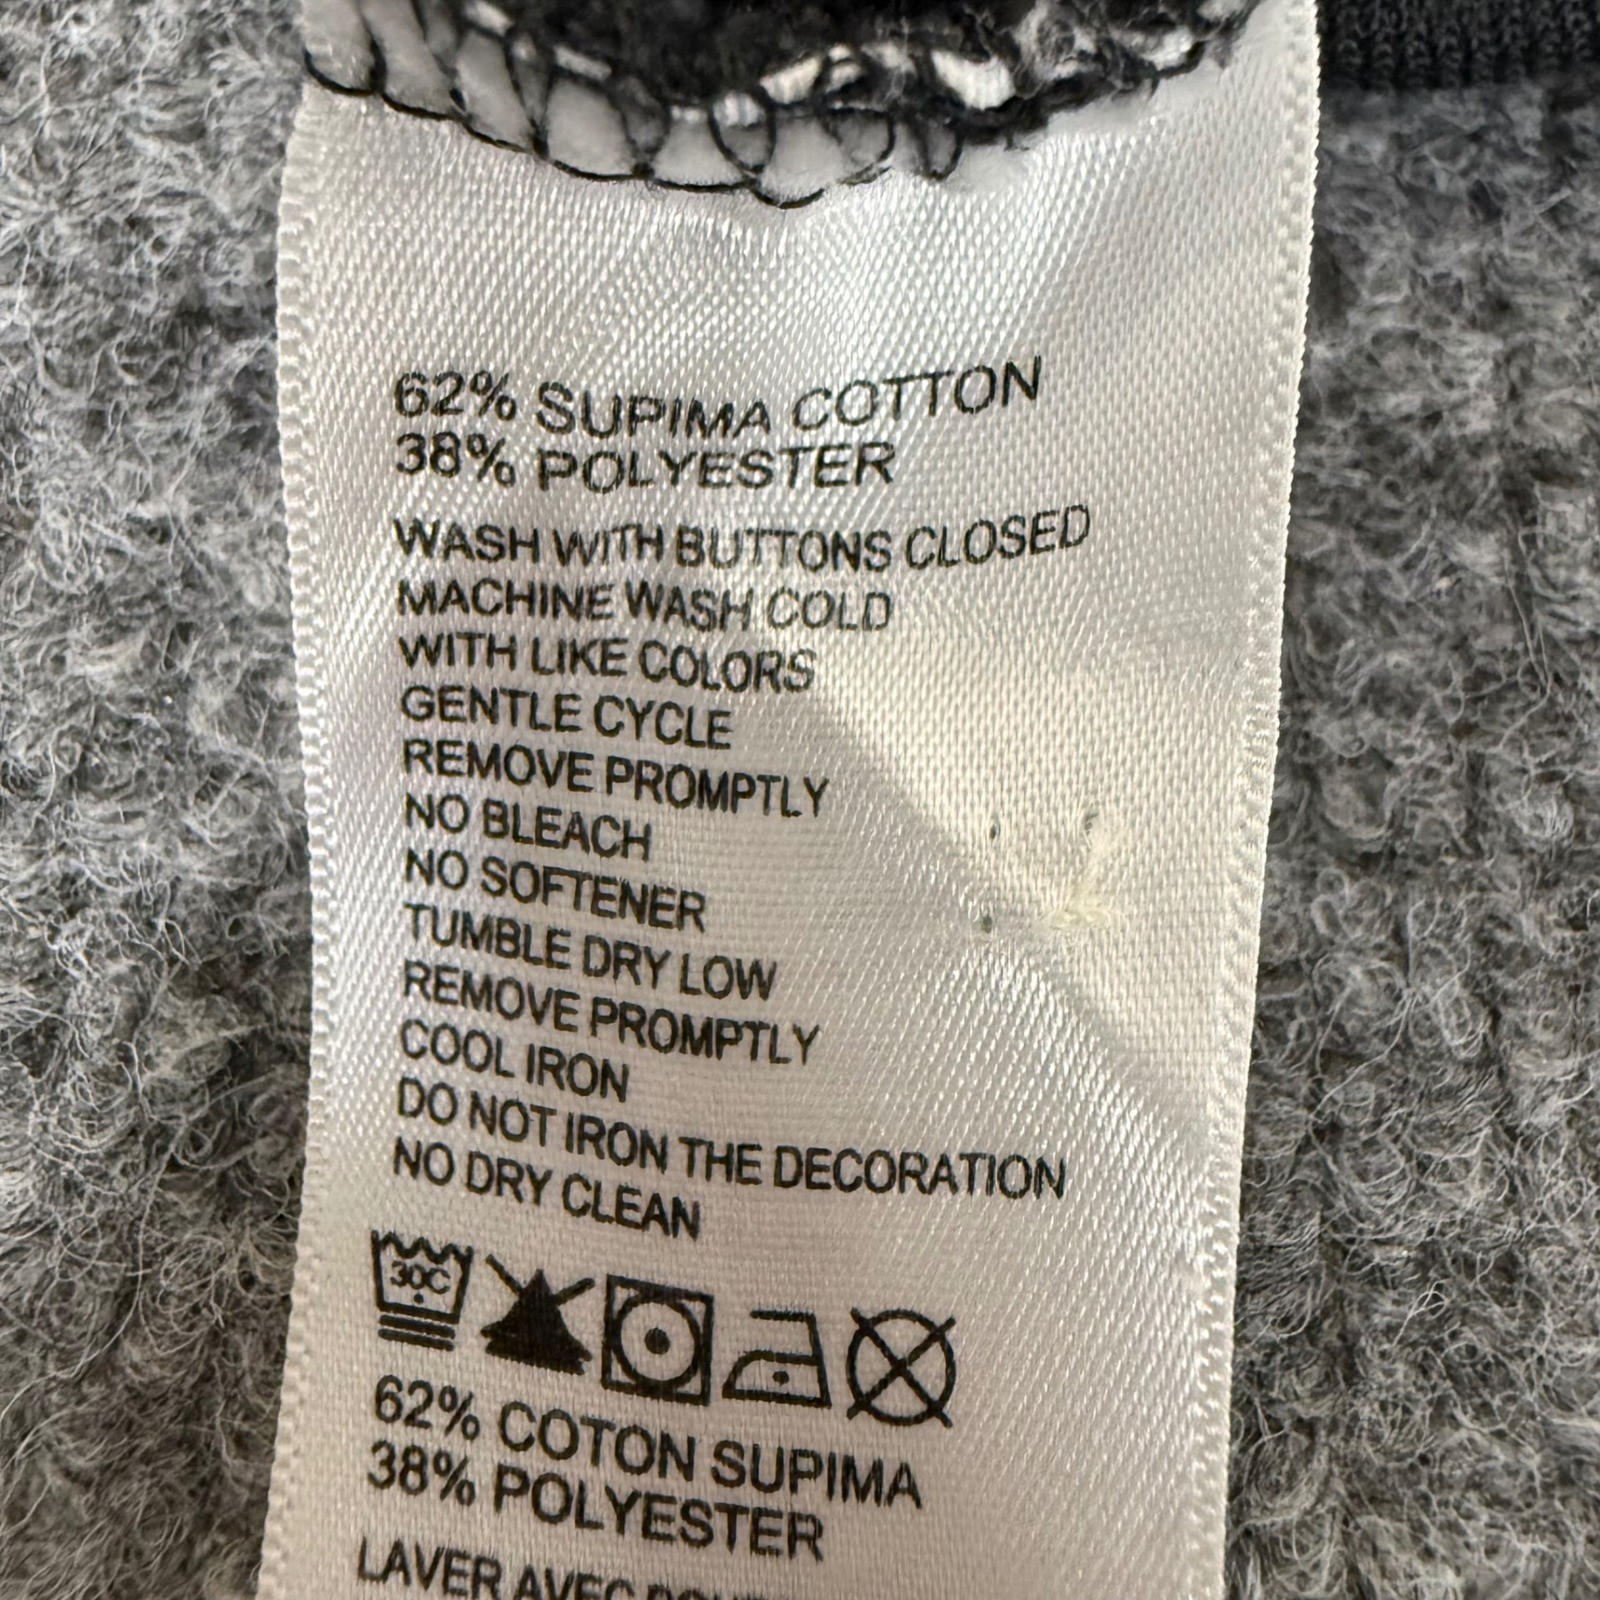 62% SUPIMA COTTON
38% POLYESTER
WASH WITH BUTTONS CLOSED
MACHINE WASH COLD
WITH LIKE COLORS
GENTLE CYCLE
REMOVE PROMPTLY
NO BLEACH
NO SOFTENER
TUMBLE DRY LOW
REMOVE PROMPTLY
COOL IRON
DO NOT IRON THE DECORATION
NO DRY CLEAN
30C
62% COTON SUPIMA
38% POLYESTER
LAVER AVEC